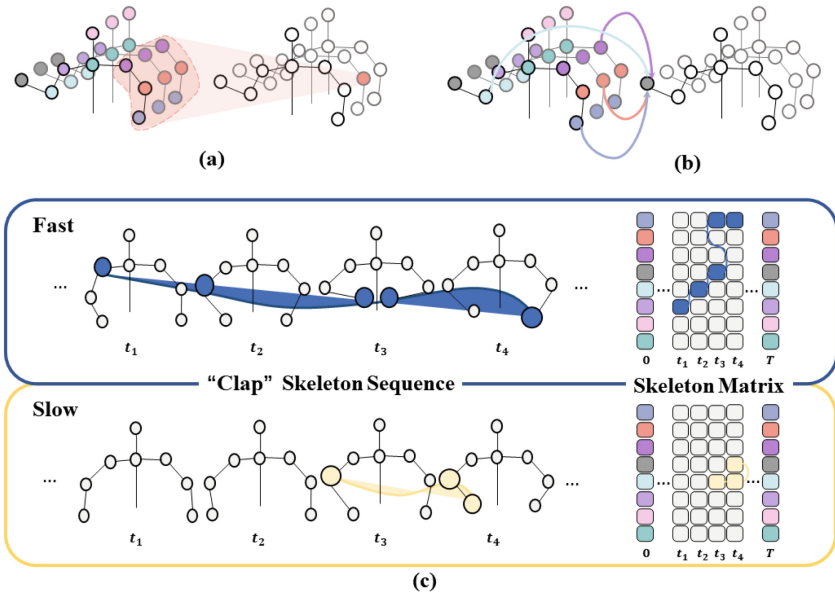 (a)
(b)
Fast
...
...
...
t₁ t₂ t₃ t₄
0 t₁ t₂ t₃ t₄ T
“Clap” Skeleton Sequence
Skeleton Matrix
Slow
...
...
... ...
t₁ t₂ t₃ t₄
0 t₁ t₂ t₃ t₄ T
(c)